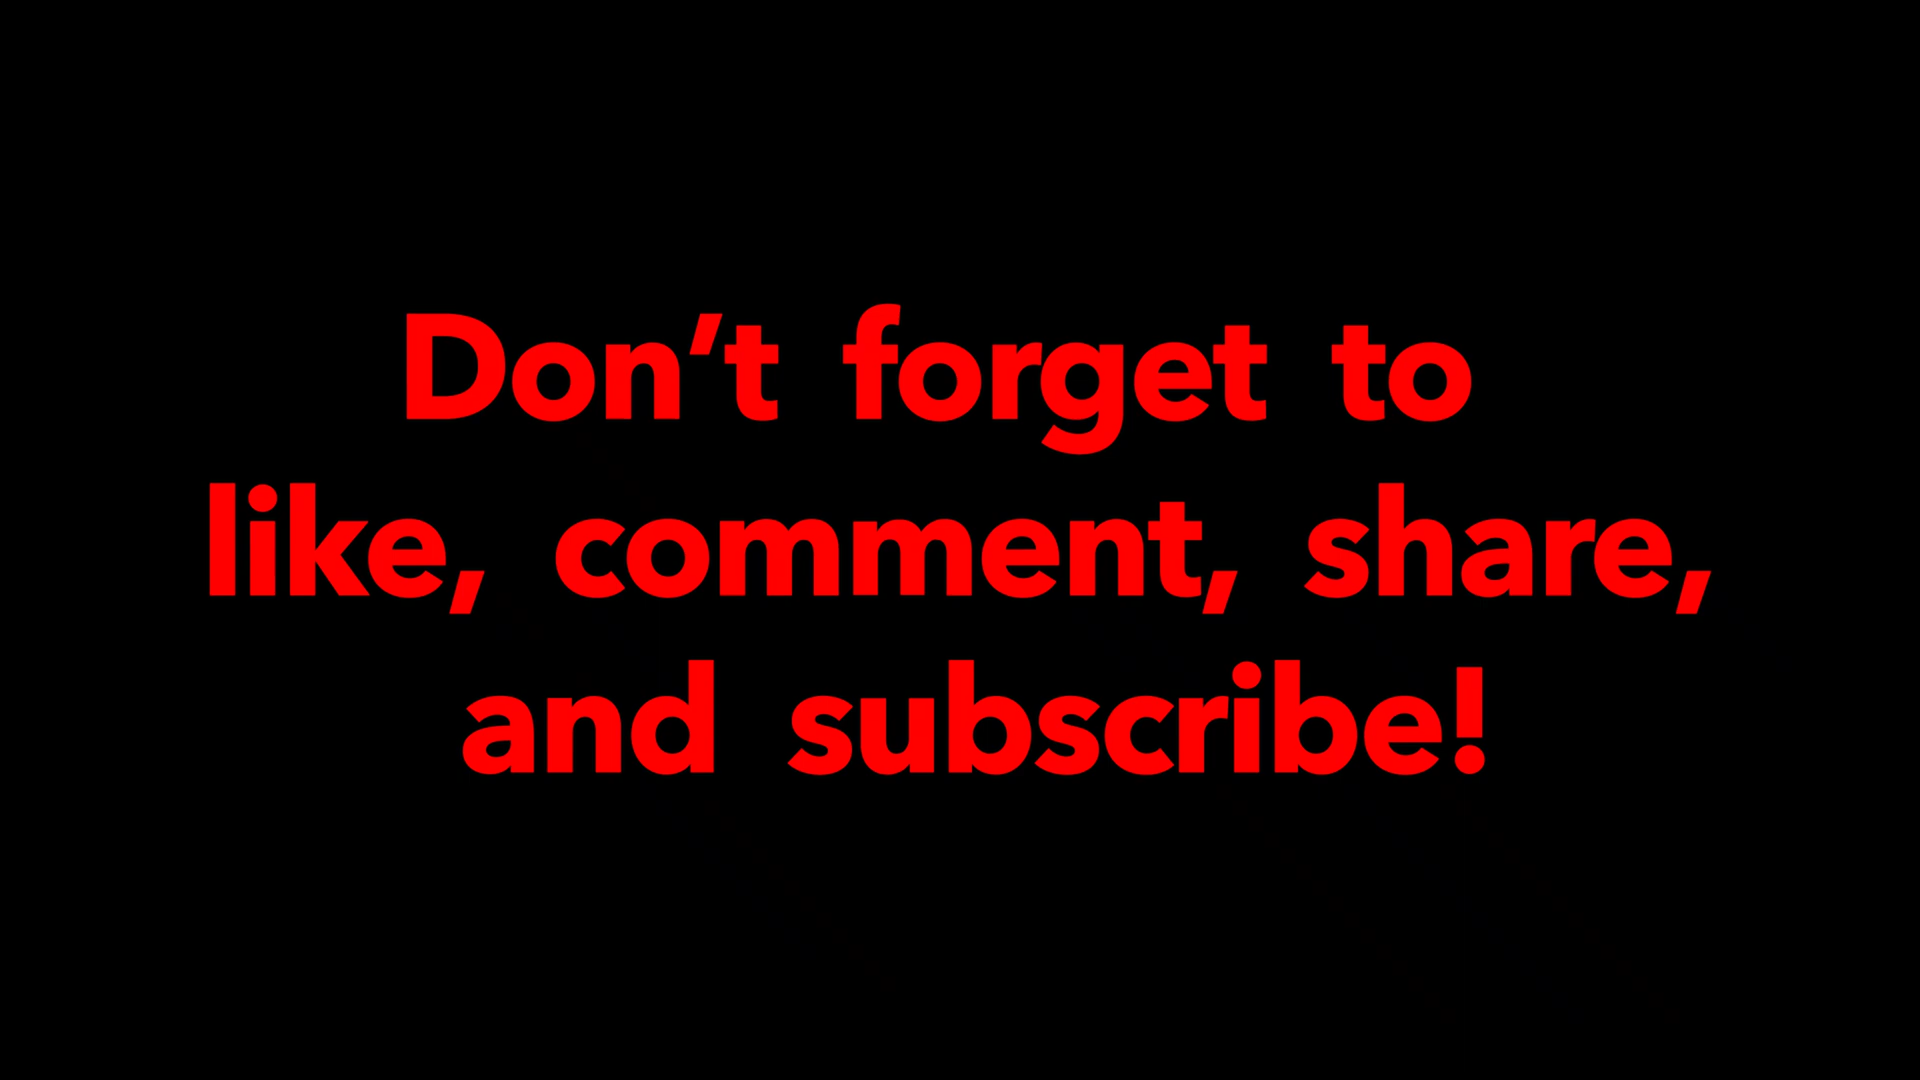 Don’t forget to
like, comment, share,
and subscribe!